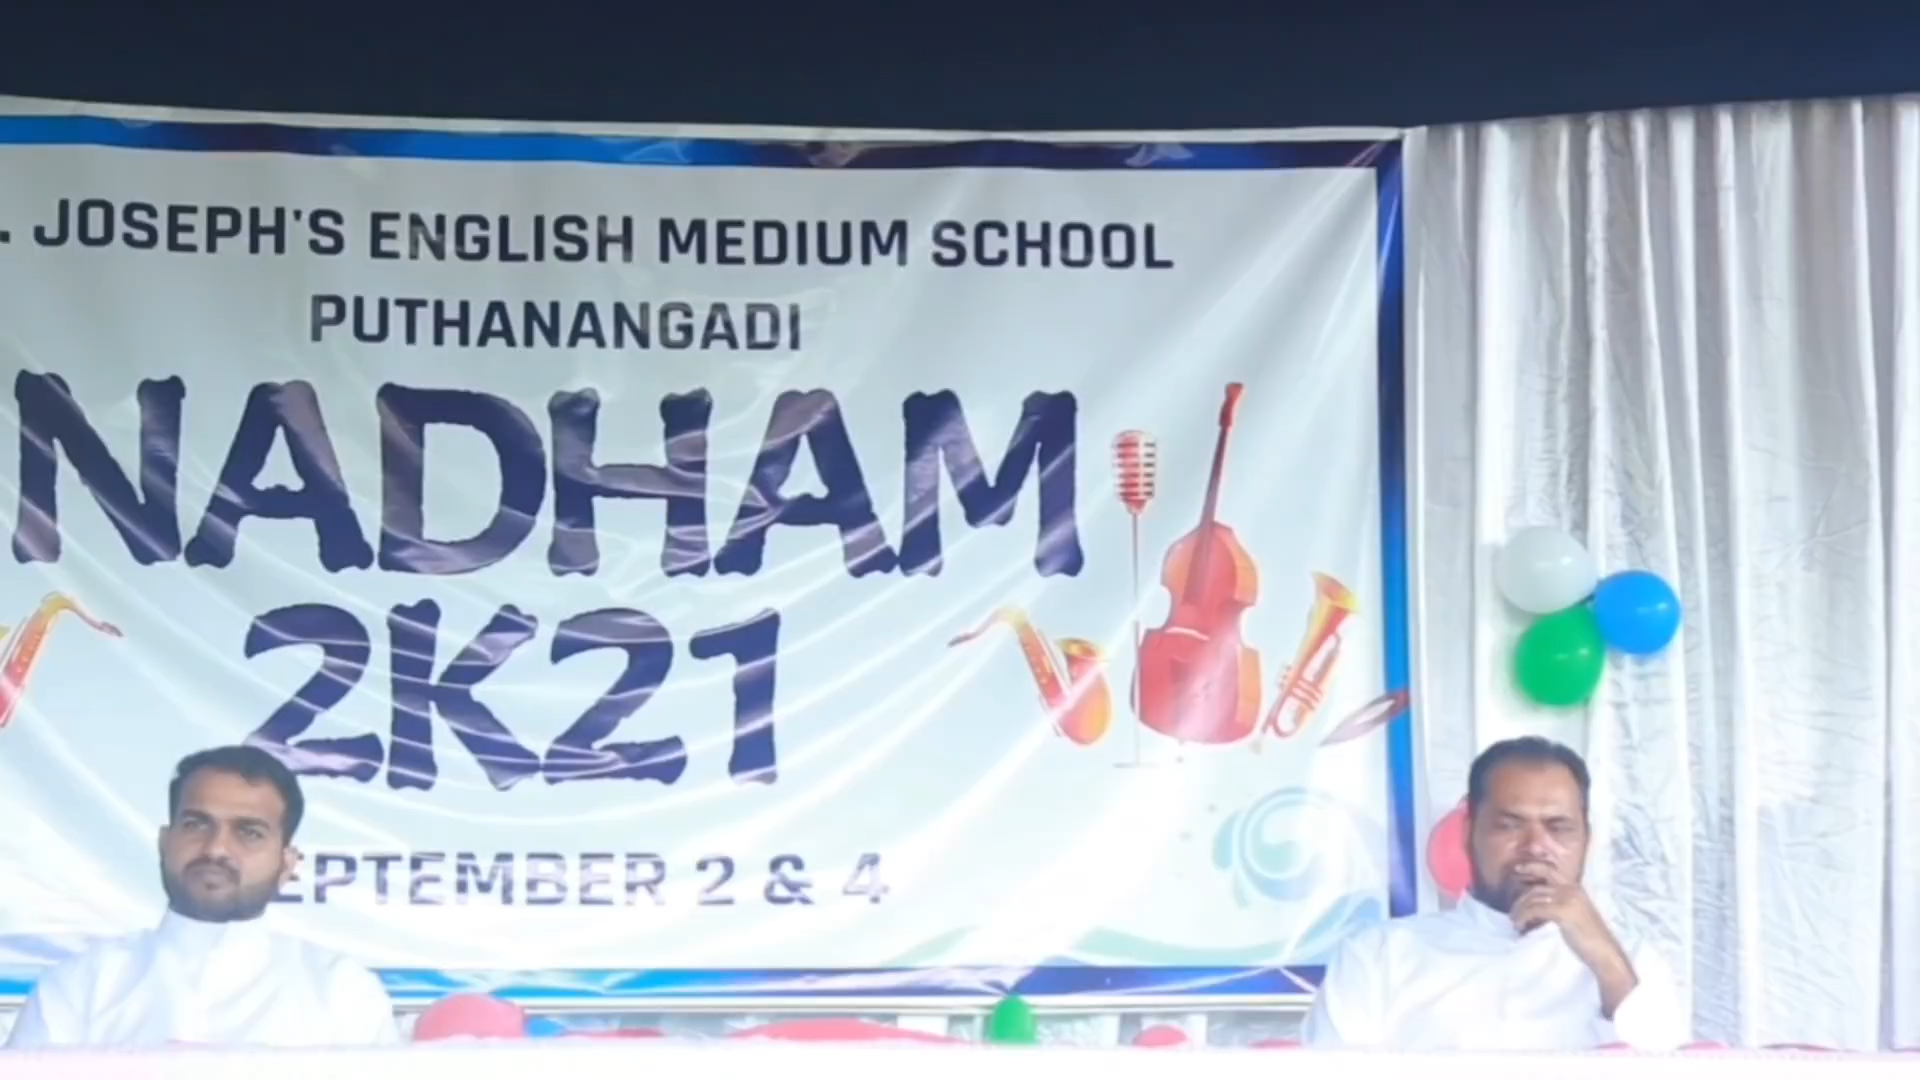 . JOSEPH'S ENGLISH MEDIUM SCHOOL
PUTHANANGADI
NADHAM
2K21
EPTEMBER 2 & 4